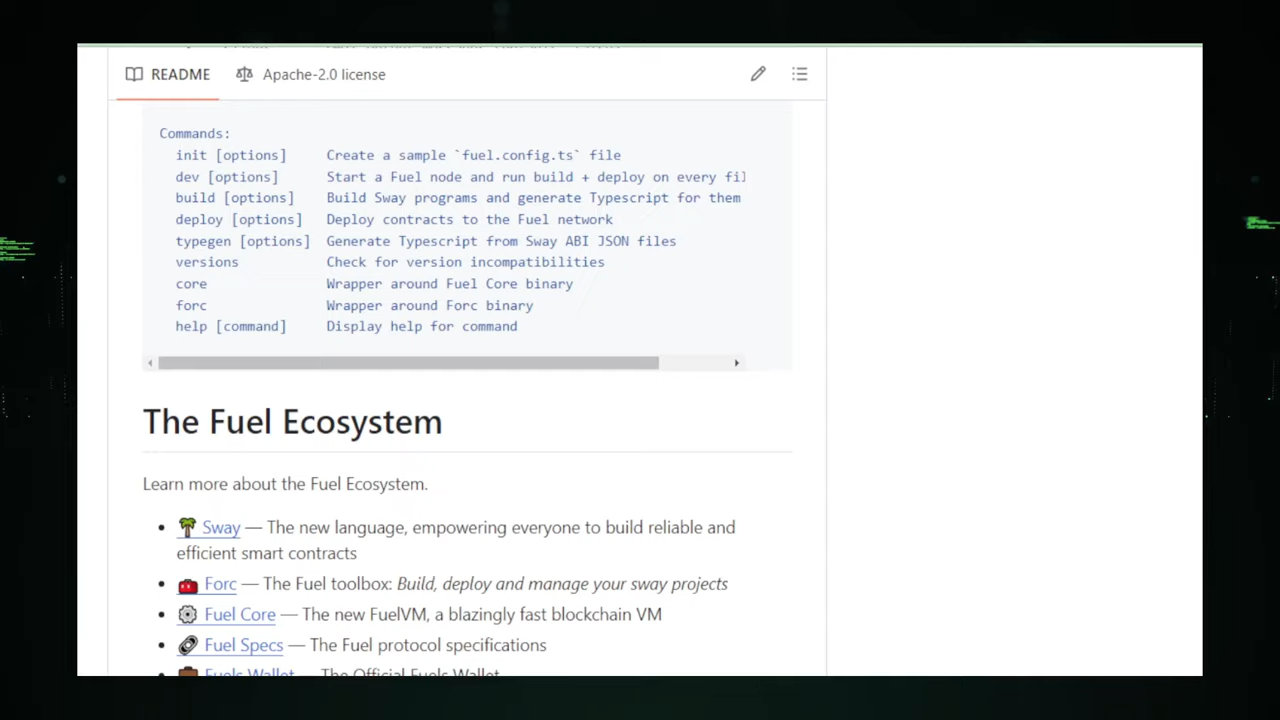 README Apache-2.0 license
Commands:
init [options] Create a sample `fuel.config.ts` file
dev [options] Start a Fuel node and run build + deploy on every fil
build [options] Build Sway programs and generate Typescript for them
deploy [options] Deploy contracts to the Fuel network
typegen [options] Generate Typescript from Sway ABI JSON files
versions Check for version incompatibilities
core Wrapper around Fuel Core binary
forc Wrapper around Forc binary
help [command] Display help for command
The Fuel Ecosystem
Learn more about the Fuel Ecosystem.
Sway — The new language, empowering everyone to build reliable and
efficient smart contracts
Forc — The Fuel toolbox: Build, deploy and manage your sway projects
Fuel Core — The new FuelVM, a blazingly fast blockchain VM
Fuel Specs — The Fuel protocol specifications
Fuels Wallet — The Official Fuels Wallet